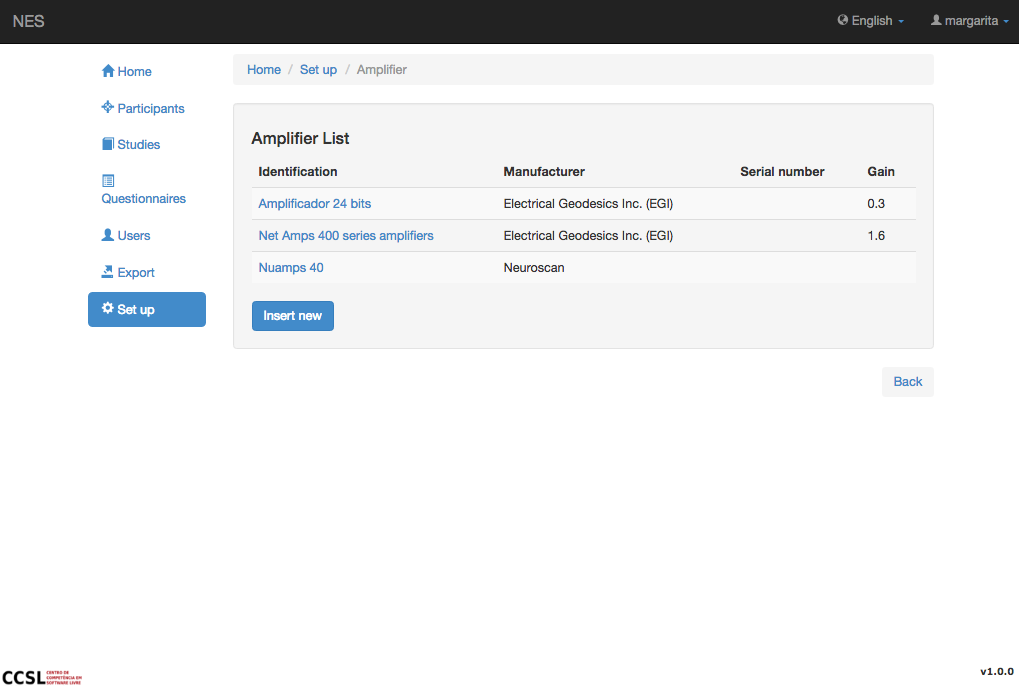 NES
English
margarita
Home
Participants
Studies
Questionnaires
Users
Export
Set up
Home / Set up / Amplifier
Amplifier List
Identification Manufacturer Serial number Gain
Amplificador 24 bits Electrical Geodesics Inc. (EGI) 0.3
Net Amps 400 series amplifiers Electrical Geodesics Inc. (EGI) 1.6
Nuamps 40 Neuroscan
Insert new
Back
CCSL
CENTRO DE
COMPETÊNCIA EM
SOFTWARE LIVRE
v1.0.0